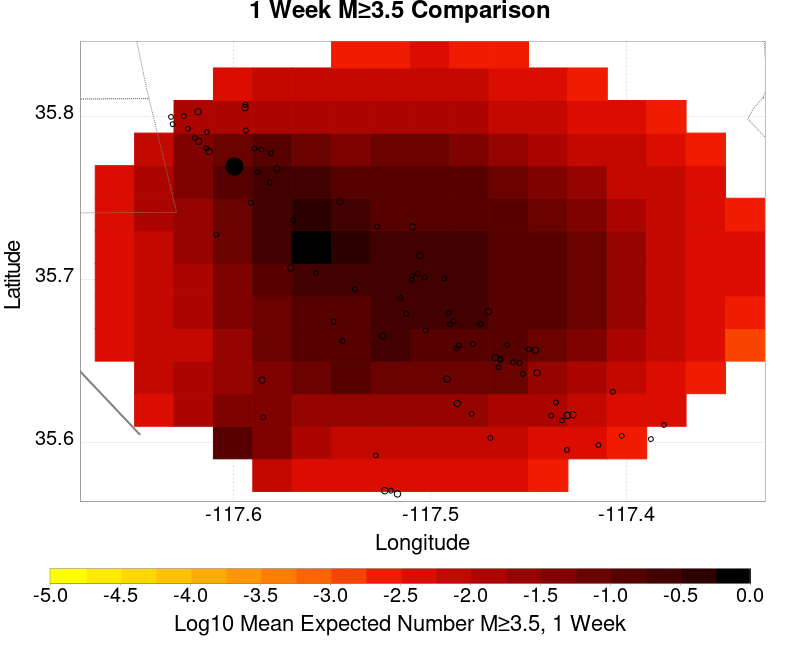 1 Week M≥3.5 Comparison
Latitude
35.8
35.7
35.6
-117.6 -117.5 -117.4
Longitude
-5.0 -4.5 -4.0 -3.5 -3.0 -2.5 -2.0 -1.5 -1.0 -0.5 0.0
Log10 Mean Expected Number M≥3.5, 1 Week